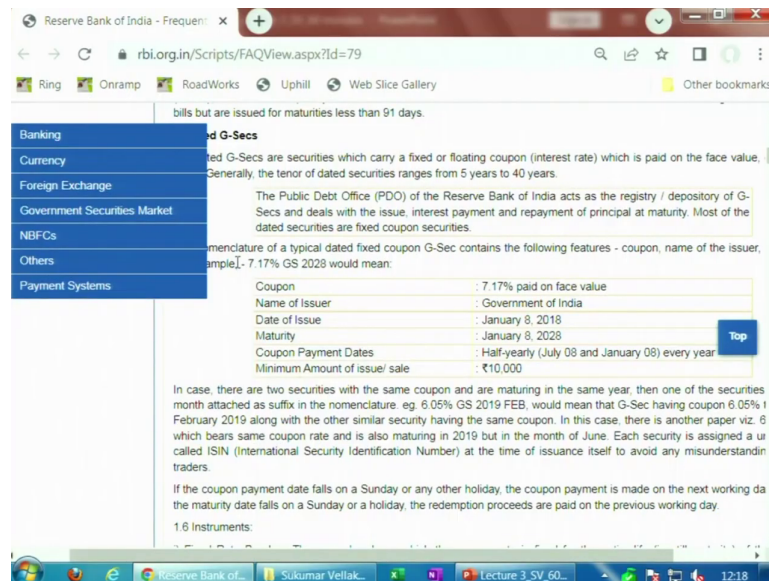 Reserve Bank of India - Frequent
rbi.org.in/Scripts/FAQView.aspx?Id=79
Ring Onramp RoadWorks Uphill Web Slice Gallery Other bookmarks
bills but are issued for maturities less than 91 days.
Banking
Currency
Foreign Exchange
Government Securities Market
NBFCs
Others
Payment Systems
ed G-Secs
ted G-Secs are securities which carry a fixed or floating coupon (interest rate) which is paid on the face value,
Generally, the tenor of dated securities ranges from 5 years to 40 years.
The Public Debt Office (PDO) of the Reserve Bank of India acts as the registry / depository of G-
Secs and deals with the issue, interest payment and repayment of principal at maturity. Most of the
dated securities are fixed coupon securities.
omenclature of a typical dated fixed coupon G-Sec contains the following features - coupon, name of the issuer,
ample, - 7.17% GS 2028 would mean:
Coupon : 7.17% paid on face value
Name of Issuer : Government of India
Date of Issue : January 8, 2018
Maturity : January 8, 2028
Coupon Payment Dates : Half-yearly (July 08 and January 08) every year
Minimum Amount of issue/ sale : ₹10,000
Top
In case, there are two securities with the same coupon and are maturing in the same year, then one of the securities
month attached as suffix in the nomenclature. eg. 6.05% GS 2019 FEB, would mean that G-Sec having coupon 6.05% t
February 2019 along with the other similar security having the same coupon. In this case, there is another paper viz. 6
which bears same coupon rate and is also maturing in 2019 but in the month of June. Each security is assigned a u
called ISIN (International Security Identification Number) at the time of issuance itself to avoid any misunderstandin
traders.
If the coupon payment date falls on a Sunday or any other holiday, the coupon payment is made on the next working da
the maturity date falls on a Sunday or a holiday, the redemption proceeds are paid on the previous working day.
1.6 Instruments:
Reserve Bank of... Sukumar Vellak... Lecture 3_SV_60... 12:18